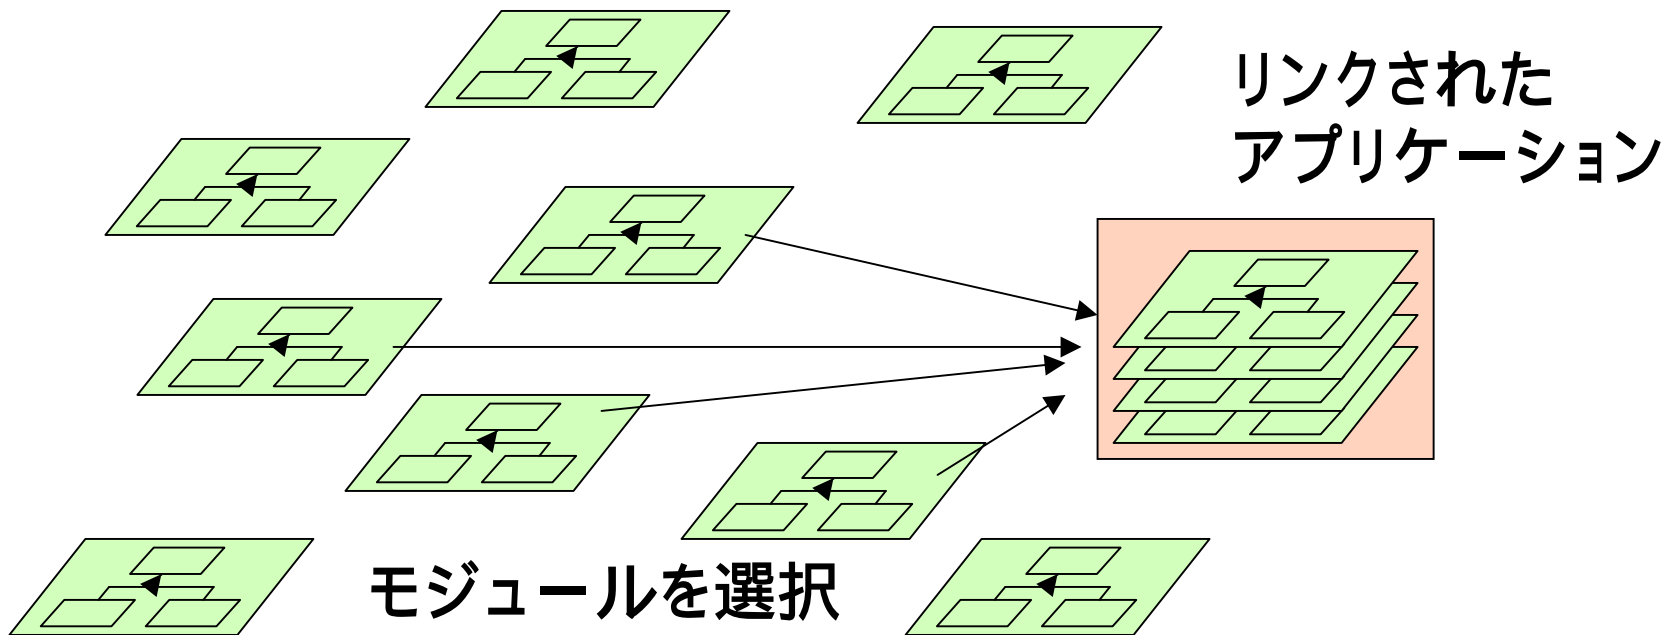 リンクされた
アプリケーション
モジュールを選択